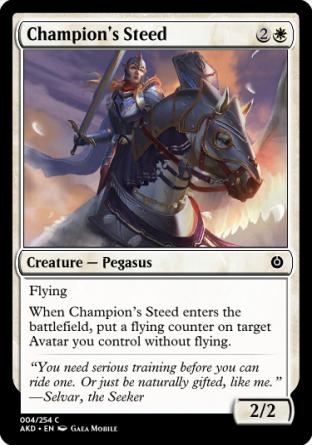 Champion's Steed 2
Creature — Pegasus
Flying
When Champion's Steed enters the
battlefield, put a flying counter on target
Avatar you control without flying.
“You need serious training before you can
ride one. Or just be naturally gifted, like me.”
—Selvar, the Seeker
2/2
004/254 C
AKD • EN Gaea Mobile